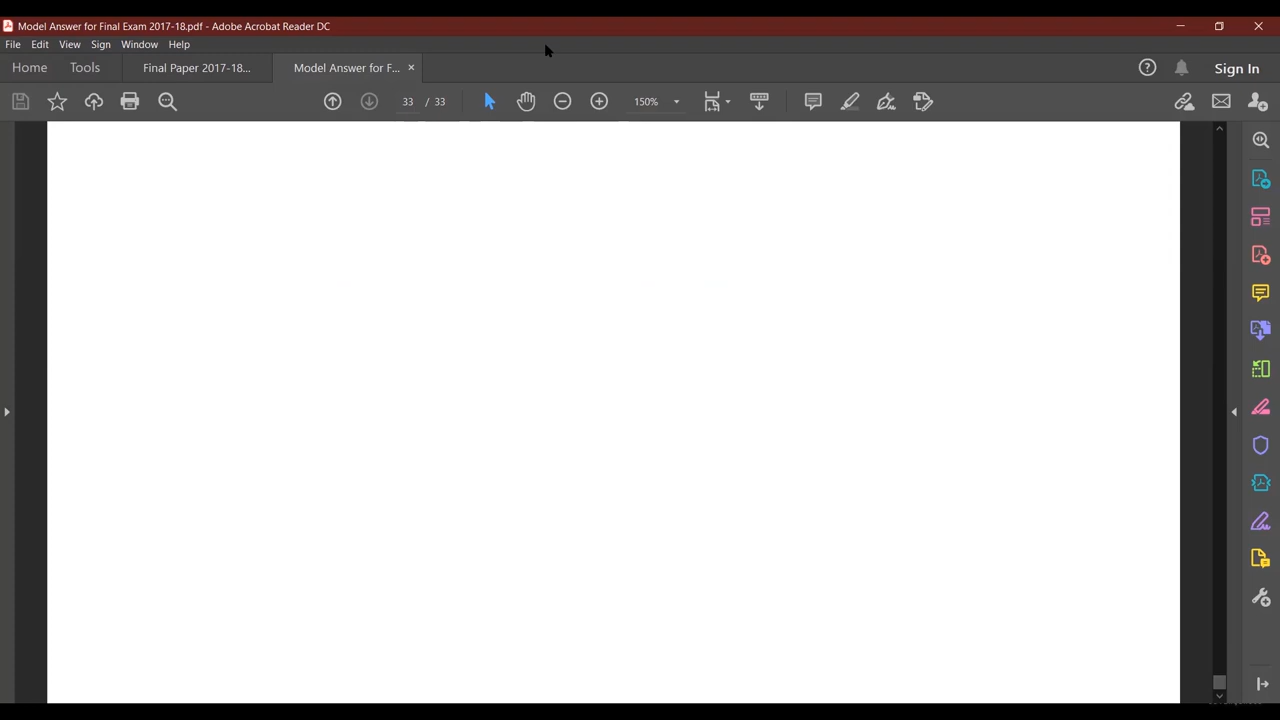 Model Answer for Final Exam 2017-18.pdf - Adobe Acrobat Reader DC
File Edit View Sign Window Help
Home Tools Final Paper 2017-18... Model Answer for F... × Sign In
33 / 33 150%